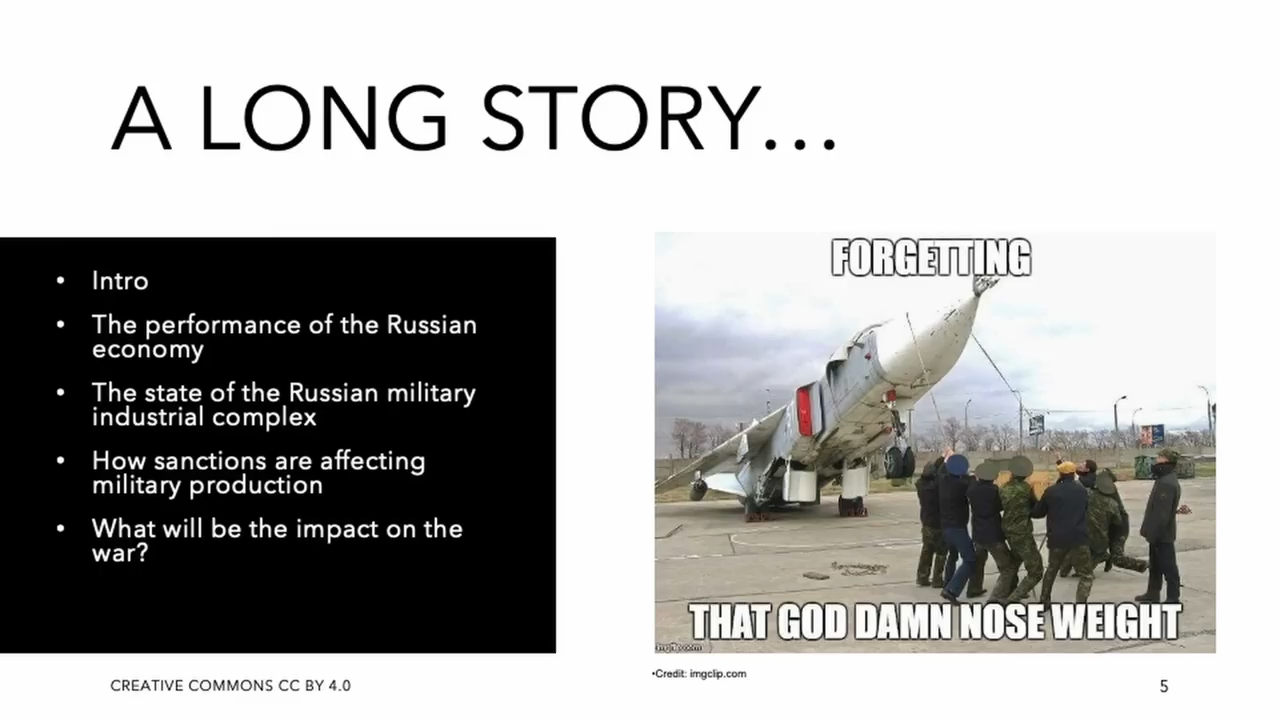 A LONG STORY...
• Intro
• The performance of the Russian
economy
• The state of the Russian military
industrial complex
• How sanctions are affecting
military production
• What will be the impact on the
war?
FORGETTING
THAT GOD DAMN NOSE WEIGHT
imgflip.com
•Credit: imgclip.com
CREATIVE COMMONS CC BY 4.0
5